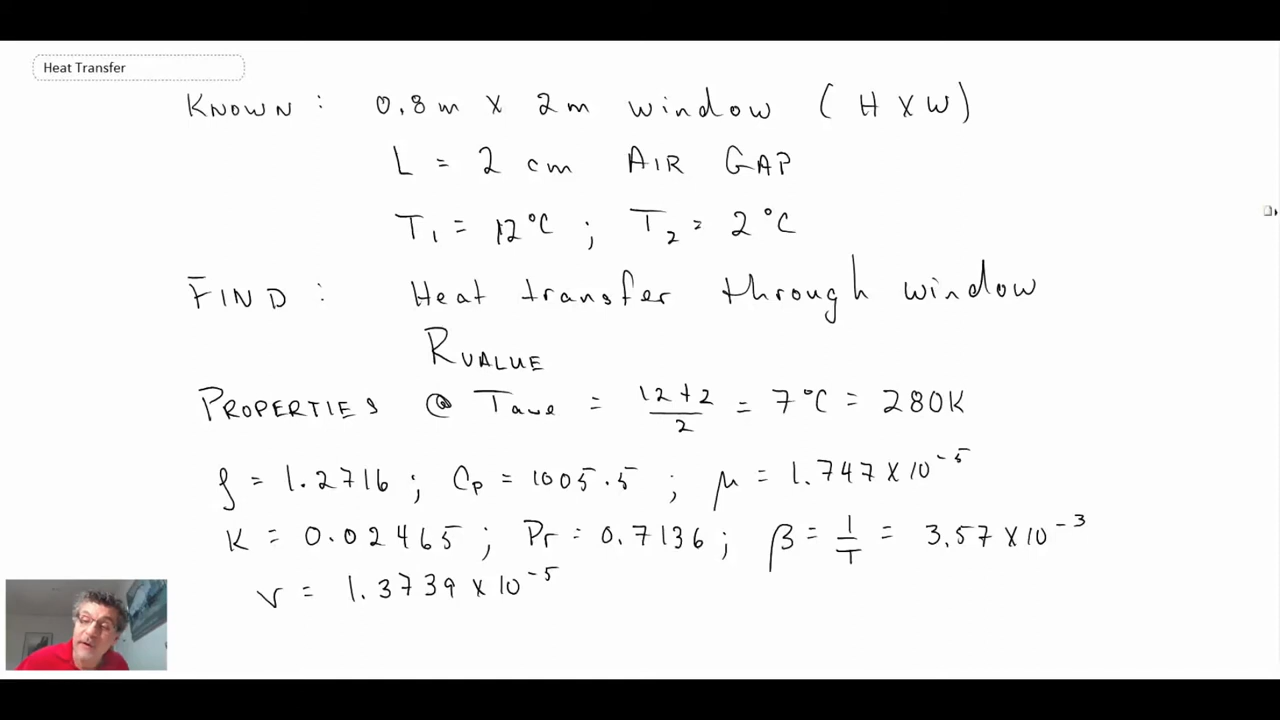 Heat Transfer
KNOWN : 0.8m x 2m window (H x W)
L = 2 cm AIR GAP
T₁ = 12°C ; T₂ = 2°C
FIND : Heat transfer through window
RVALUE
PROPERTIES @ Tave = 12+2/2 = 7°C = 280K
ρ = 1.2716 ; Cp = 1005.5 ; μ = 1.747 x 10⁻⁵
K = 0.02465 ; Pr = 0.7136 ; β = 1/T = 3.57 x 10⁻³
ν = 1.3739 x 10⁻⁵